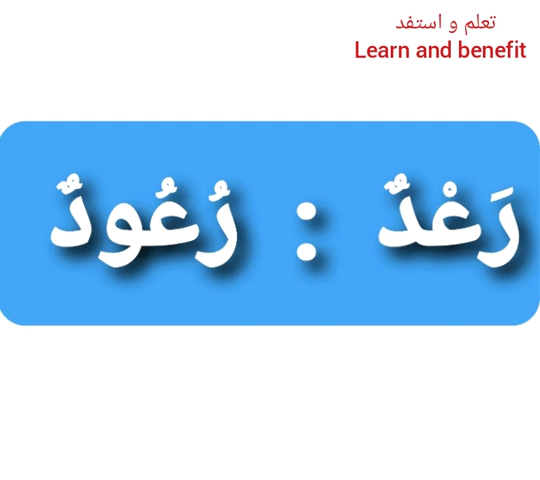 تعلم و استفد
Learn and benefit
رَعْدٌ : رُعُودٌ